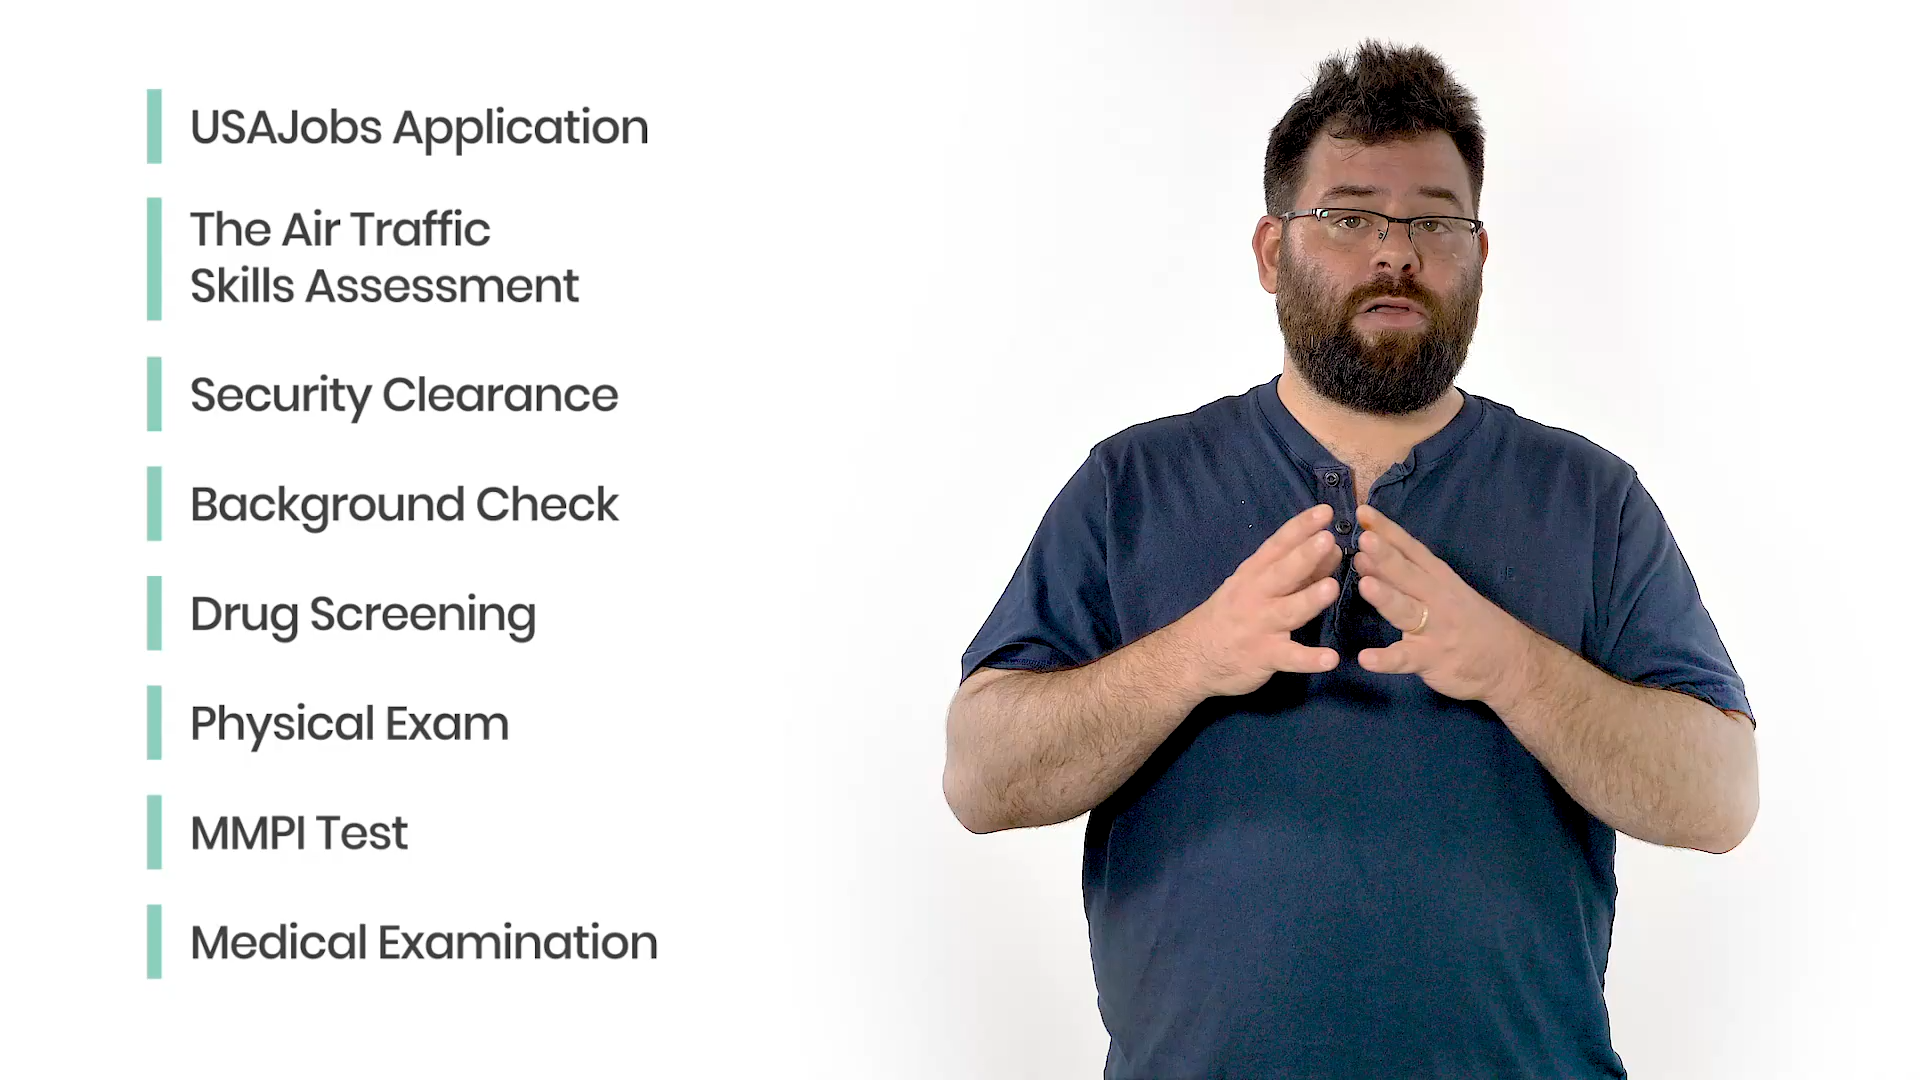 USAJobs Application
The Air Traffic
Skills Assessment
Security Clearance
Background Check
Drug Screening
Physical Exam
MMPI Test
Medical Examination